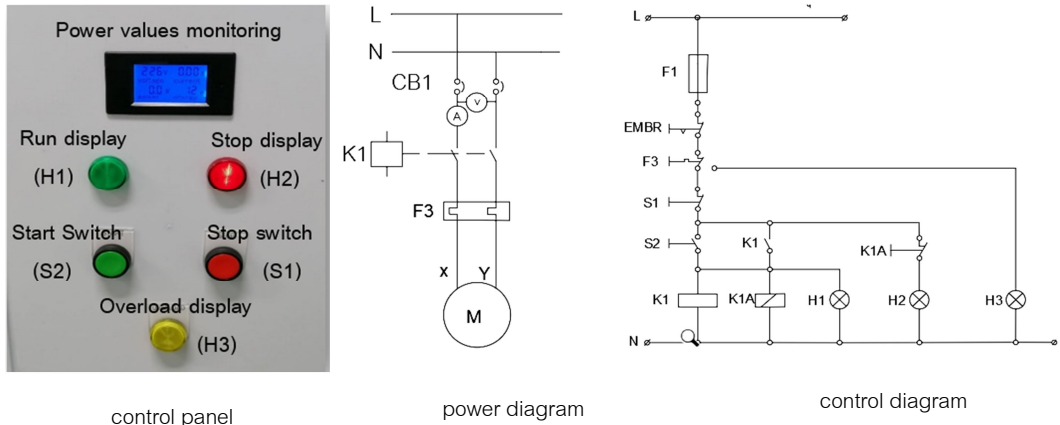 Power values monitoring
Run display
(H1)
Stop display
(H2)
Start Switch
(S2)
Stop switch
(S1)
Overload display
(H3)
control panel
L
N
CB1
V
A
K1
F3
X
Y
M
power diagram
L
F1
EMBR
F3
S1
S2
K1
K1A
K1
K1A
H1
H2
H3
N
control diagram